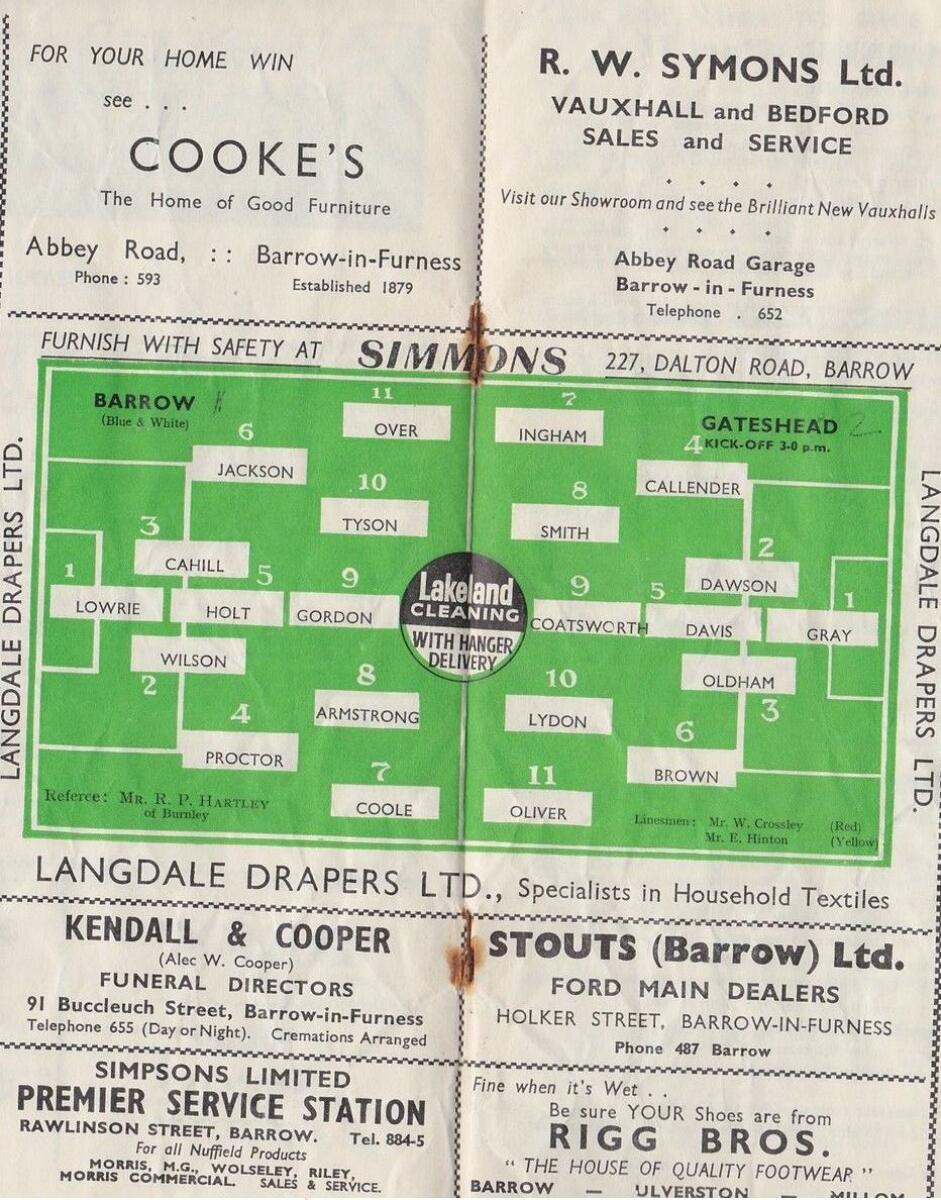 FOR YOUR HOME WIN
see . . .
COOKE'S
The Home of Good Furniture
Abbey Road, :: Barrow-in-Furness
Phone : 593 Established 1879
R. W. SYMONS Ltd.
VAUXHALL and BEDFORD
SALES and SERVICE
Visit our Showroom and see the Brilliant New Vauxhalls
Abbey Road Garage
Barrow - in - Furness
Telephone . 652
FURNISH WITH SAFETY AT SIMMONS 227, DALTON ROAD, BARROW
LANGDALE DRAPERS LTD.
BARROW
(Blue & White)
11
OVER
6
JACKSON
10
TYSON
3
CAHILL
1
LOWRIE
5
HOLT
9
GORDON
WILSON
2
8
ARMSTRONG
4
PROCTOR
7
COOLE
Referee: MR. R. P. HARTLEY
of Burnley
Lakeland
CLEANING
WITH HANGER
DELIVERY
GATESHEAD 2
KICK-OFF 3-0 p.m.
7
INGHAM
4
CALLENDER
8
SMITH
2
DAWSON
9
COATSWORTH
5
DAVIS
1
GRAY
OLDHAM
3
10
LYDON
6
BROWN
11
OLIVER
Linesmen: Mr. W. Crossley (Red)
Mr. E. Hinton (Yellow)
LANGDALE DRAPERS LTD.
LANGDALE DRAPERS LTD., Specialists in Household Textiles
KENDALL & COOPER
(Alec W. Cooper)
FUNERAL DIRECTORS
91 Buccleuch Street, Barrow-in-Furness
Telephone 655 (Day or Night). Cremations Arranged
STOUTS (Barrow) Ltd.
FORD MAIN DEALERS
HOLKER STREET, BARROW-IN-FURNESS
Phone 487 Barrow
SIMPSONS LIMITED
PREMIER SERVICE STATION
RAWLINSON STREET, BARROW. Tel. 884-5
For all Nuffield Products
MORRIS, M.G., WOLSELEY, RILEY,
MORRIS COMMERCIAL. SALES & SERVICE.
Fine when it's Wet . .
Be sure YOUR Shoes are from
RIGG BROS.
" THE HOUSE OF QUALITY FOOTWEAR "
BARROW — ULVERSTON — MILLOM